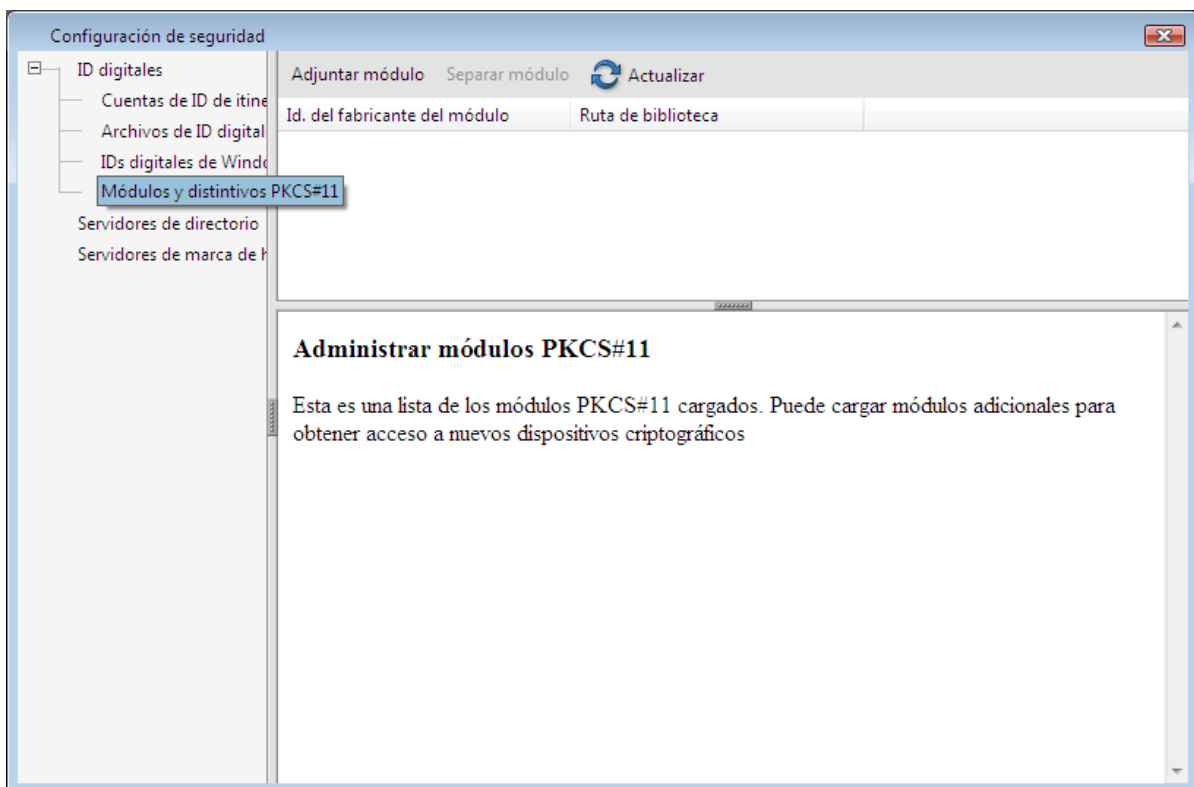 Configuración de seguridad
ID digitales
Cuentas de ID de itine
Archivos de ID digital
IDs digitales de Windo
Módulos y distintivos PKCS#11
Servidores de directorio
Servidores de marca de h
Adjuntar módulo Separar módulo Actualizar
Id. del fabricante del módulo Ruta de biblioteca
Administrar módulos PKCS#11
Esta es una lista de los módulos PKCS#11 cargados. Puede cargar módulos adicionales para
obtener acceso a nuevos dispositivos criptográficos